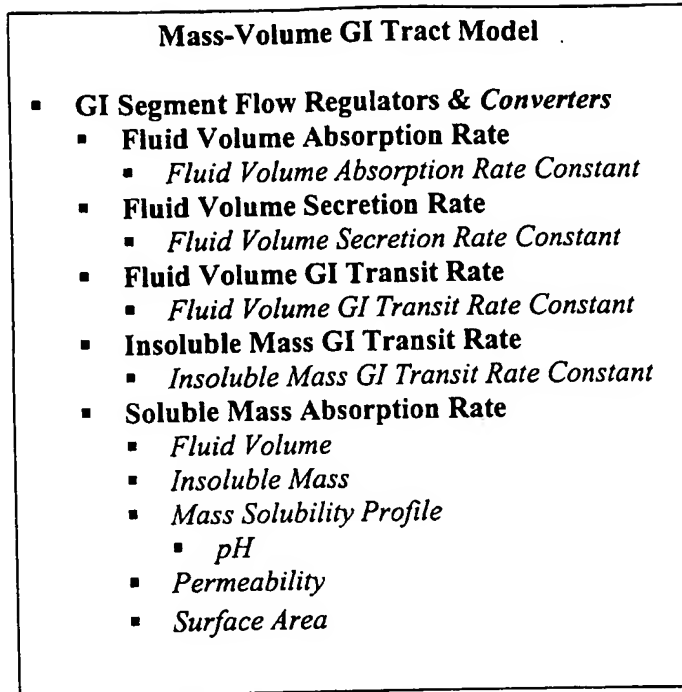 Mass-Volume GI Tract Model
▪ GI Segment Flow Regulators & Converters
▪ Fluid Volume Absorption Rate
▪ Fluid Volume Absorption Rate Constant
▪ Fluid Volume Secretion Rate
▪ Fluid Volume Secretion Rate Constant
▪ Fluid Volume GI Transit Rate
▪ Fluid Volume GI Transit Rate Constant
▪ Insoluble Mass GI Transit Rate
▪ Insoluble Mass GI Transit Rate Constant
▪ Soluble Mass Absorption Rate
▪ Fluid Volume
▪ Insoluble Mass
▪ Mass Solubility Profile
▪ pH
▪ Permeability
▪ Surface Area